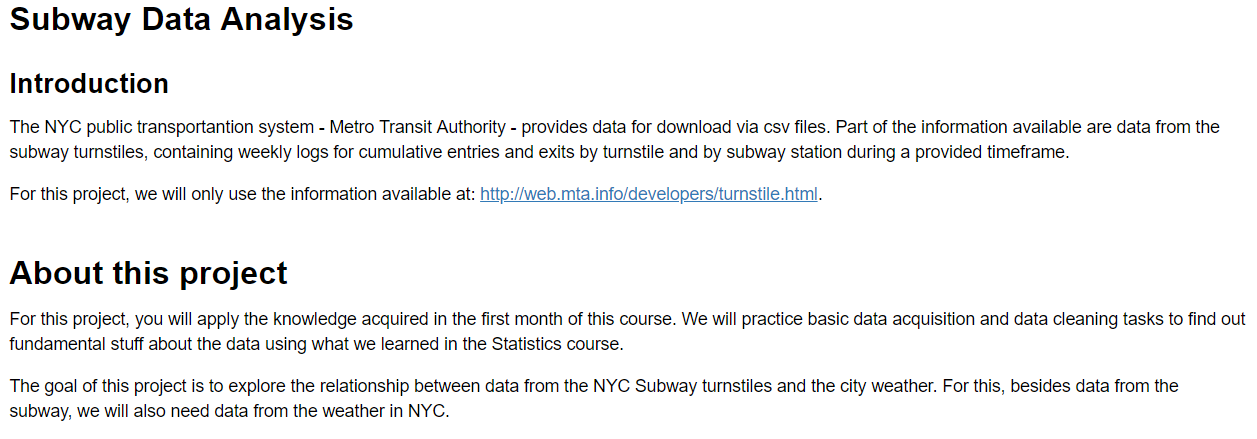 Subway Data Analysis
Introduction
The NYC public transportantion system - Metro Transit Authority - provides data for download via csv files. Part of the information available are data from the
subway turnstiles, containing weekly logs for cumulative entries and exits by turnstile and by subway station during a provided timeframe.
For this project, we will only use the information available at: http://web.mta.info/developers/turnstile.html.
About this project
For this project, you will apply the knowledge acquired in the first month of this course. We will practice basic data acquisition and data cleaning tasks to find out
fundamental stuff about the data using what we learned in the Statistics course.
The goal of this project is to explore the relationship between data from the NYC Subway turnstiles and the city weather. For this, besides data from the
subway, we will also need data from the weather in NYC.